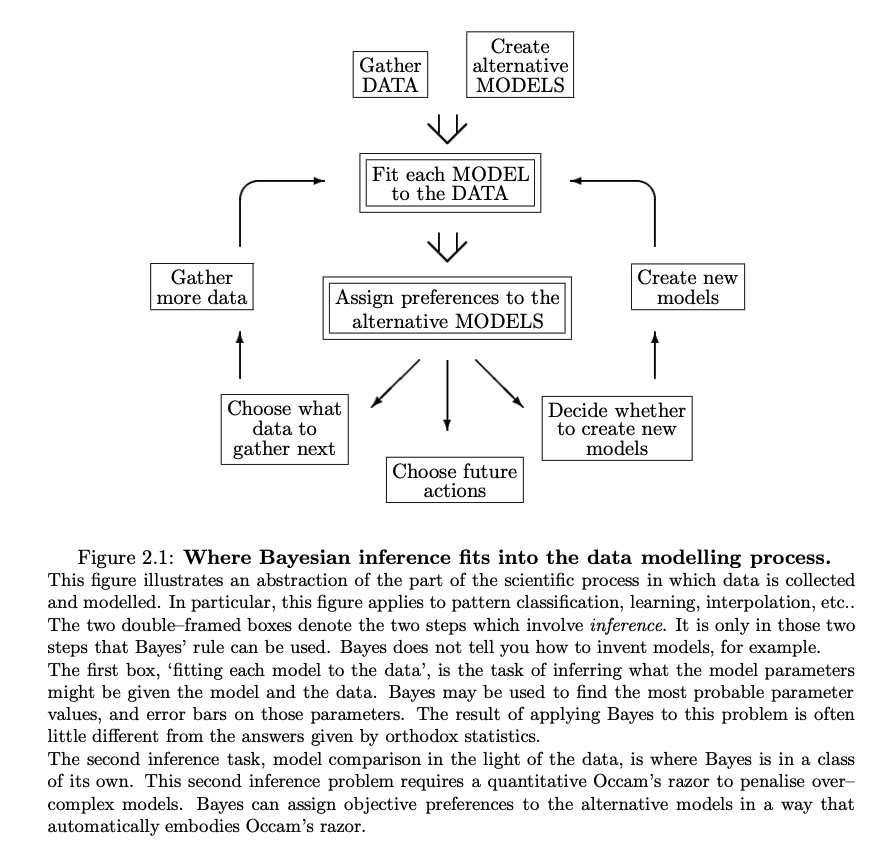 Gather
DATA
Create
alternative
MODELS
Fit each MODEL
to the DATA
Gather
more data
Assign preferences to the
alternative MODELS
Create new
models
Choose what
data to
gather next
Choose future
actions
Decide whether
to create new
models
Figure 2.1: Where Bayesian inference fits into the data modelling process.
This figure illustrates an abstraction of the part of the scientific process in which data is collected
and modelled. In particular, this figure applies to pattern classification, learning, interpolation, etc..
The two double–framed boxes denote the two steps which involve inference. It is only in those two
steps that Bayes' rule can be used. Bayes does not tell you how to invent models, for example.
The first box, ‘fitting each model to the data’, is the task of inferring what the model parameters
might be given the model and the data. Bayes may be used to find the most probable parameter
values, and error bars on those parameters. The result of applying Bayes to this problem is often
little different from the answers given by orthodox statistics.
The second inference task, model comparison in the light of the data, is where Bayes is in a class
of its own. This second inference problem requires a quantitative Occam's razor to penalise over–
complex models. Bayes can assign objective preferences to the alternative models in a way that
automatically embodies Occam's razor.